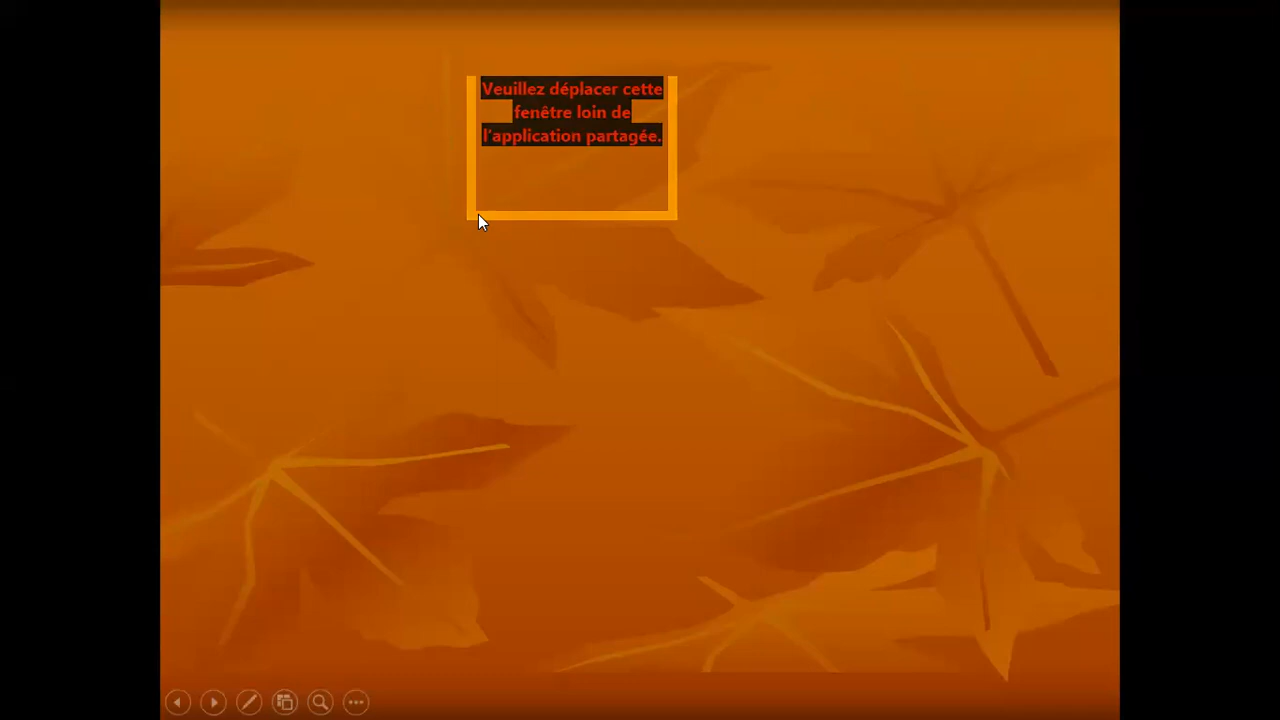 Veuillez déplacer cette
fenêtre loin de
l'application partagée.